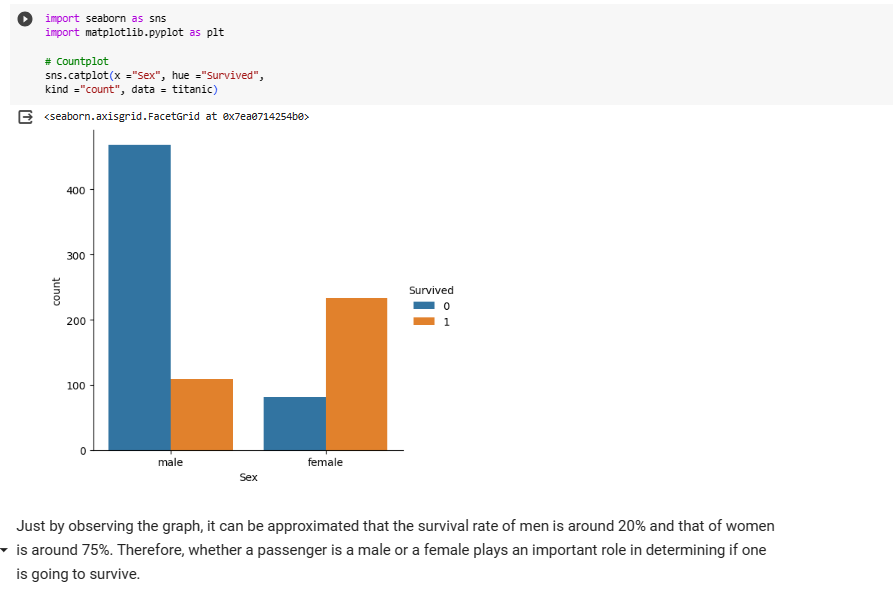 import seaborn as sns
import matplotlib.pyplot as plt
# Countplot
sns.catplot(x ="Sex", hue ="Survived",
kind ="count", data = titanic)
<seaborn.axisgrid.FacetGrid at 0x7ea0714254b0>
400
300
200
100
0
count
male
female
Sex
Survived
0
1
Just by observing the graph, it can be approximated that the survival rate of men is around 20% and that of women
is around 75%. Therefore, whether a passenger is a male or a female plays an important role in determining if one
is going to survive.